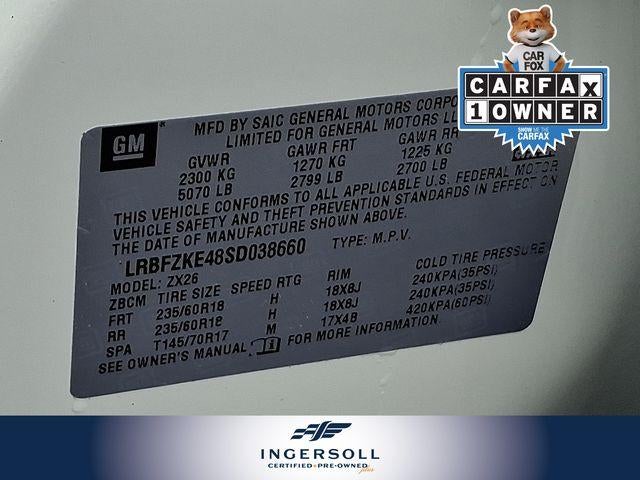 CAR
FOX
CARFAX
1 OWNER
SHOW ME THE
CARFAX
GM
MFD BY SAIC GENERAL MOTORS CORPO
LIMITED FOR GENERAL MOTORS LL
GVWR GAWR FRT GAWR RR
2300 KG 1270 KG 1225 KG
5070 LB 2799 LB 2700 LB
THIS VEHICLE CONFORMS TO ALL APPLICABLE U.S. FEDERAL MOTOR
VEHICLE SAFETY AND THEFT PREVENTION STANDARDS IN EFFECT ON
THE DATE OF MANUFACTURE SHOWN ABOVE.
LRBFZKE48SD038660 TYPE: M.P.V.
MODEL: ZX26
ZBCM TIRE SIZE SPEED RTG RIM COLD TIRE PRESSURE
FRT 235/60R18 H 18X8J 240KPA(35PSI)
RR 235/60R18 H 18X8J 240KPA(35PSI)
SPA T145/70R17 M 17X4B 420KPA(60PSI)
SEE OWNER'S MANUAL FOR MORE INFORMATION.
INGERSOLL
CERTIFIED • PRE-OWNED plus